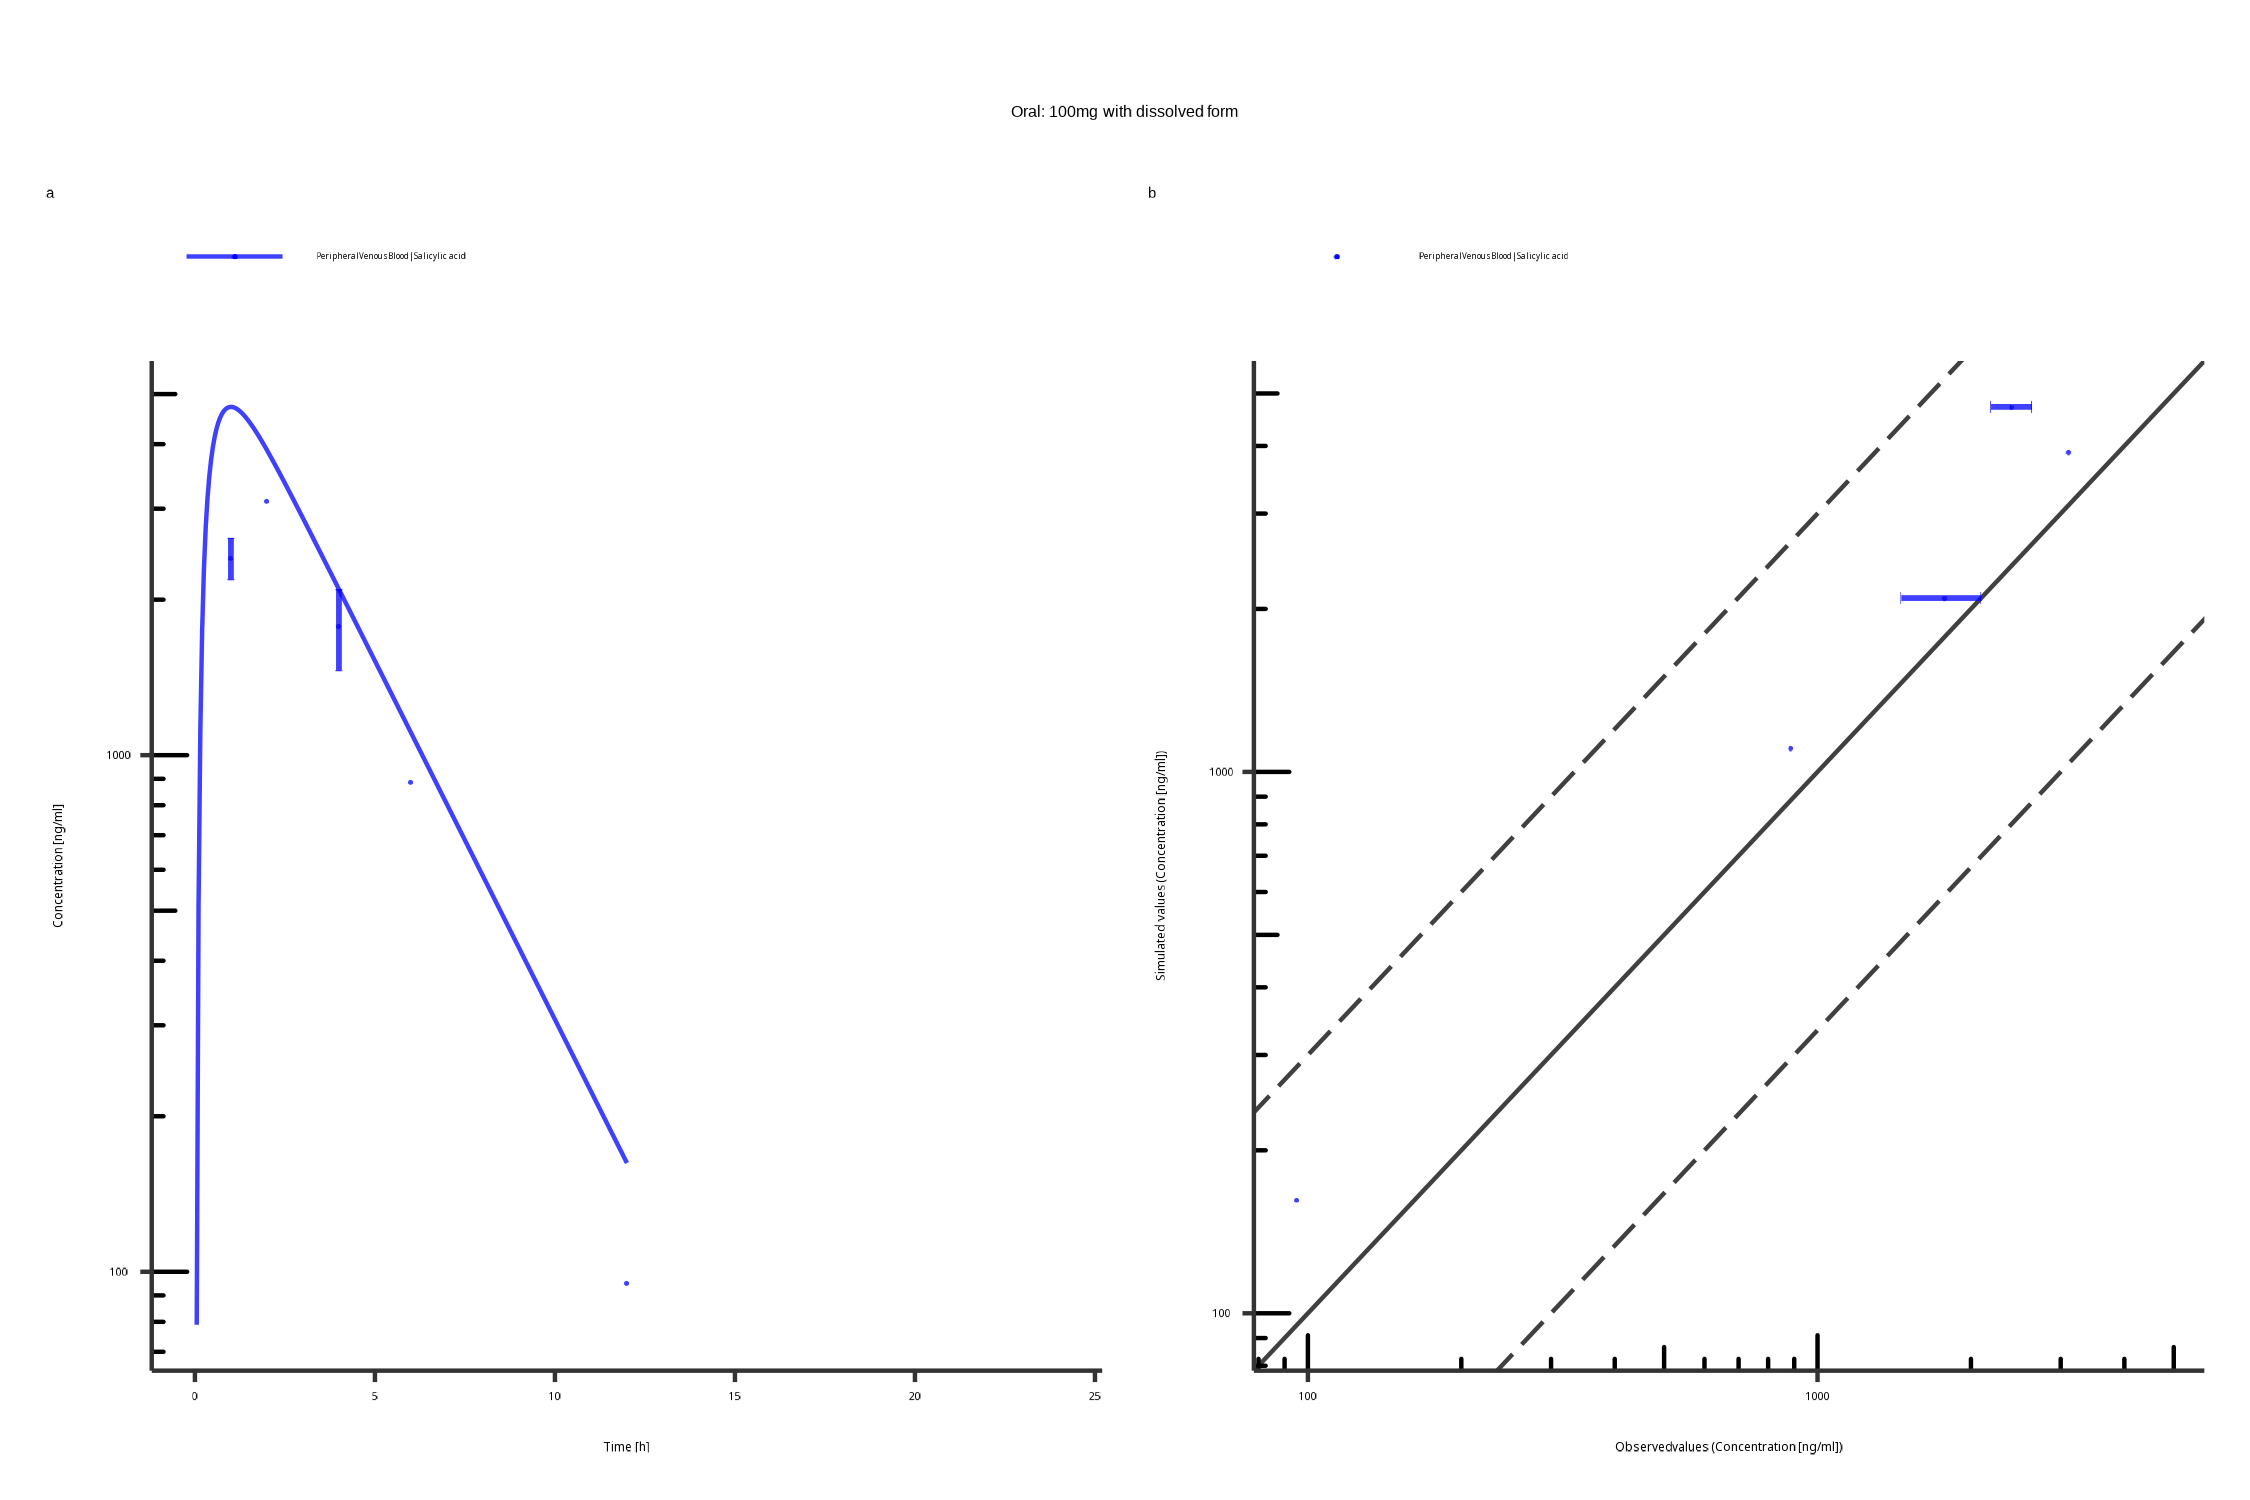 Oral: 100mg with dissolved form
a
b
PeripheralVenousBlood|Salicylic acid
PeripheralVenousBlood|Salicylic acid
Concentration [ng/ml]
1000
100
0
5
10
15
20
25
Time [h]
Simulated values (Concentration [ng/ml])
1000
100
100
1000
Observedvalues (Concentration [ng/ml])